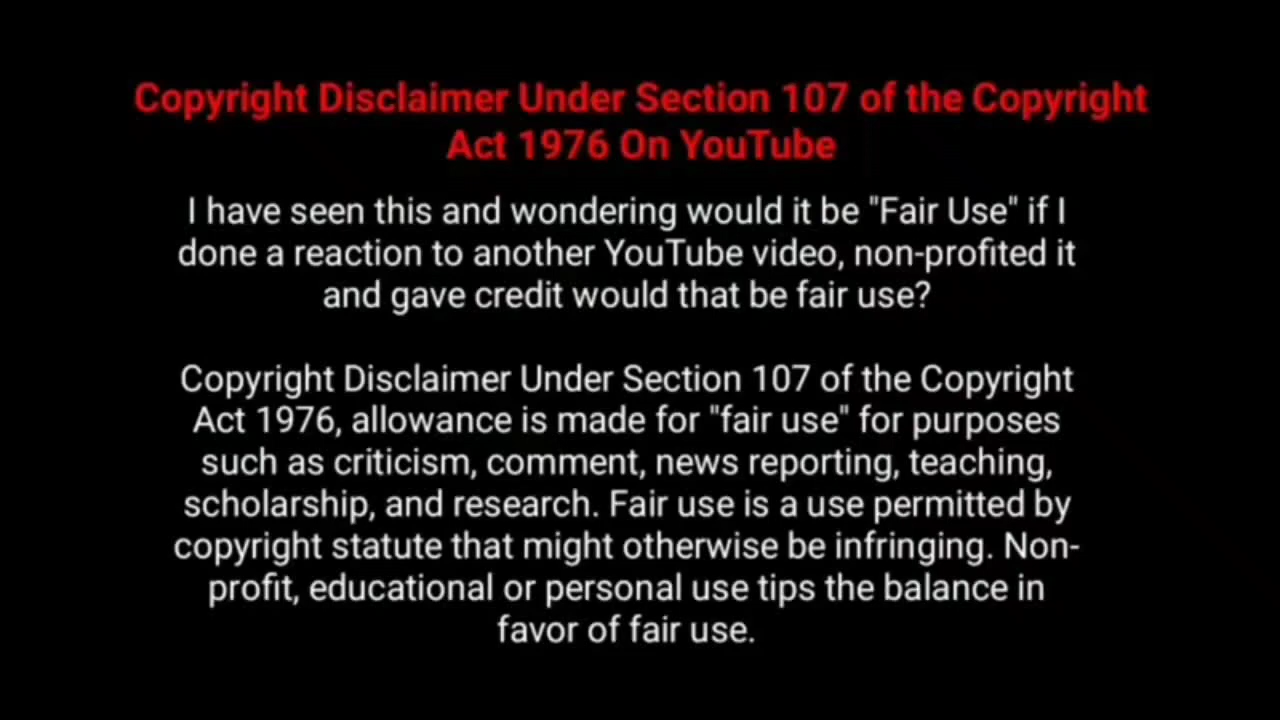 Copyright Disclaimer Under Section 107 of the Copyright
Act 1976 On YouTube
I have seen this and wondering would it be "Fair Use" if I
done a reaction to another YouTube video, non-profited it
and gave credit would that be fair use?
Copyright Disclaimer Under Section 107 of the Copyright
Act 1976, allowance is made for "fair use" for purposes
such as criticism, comment, news reporting, teaching,
scholarship, and research. Fair use is a use permitted by
copyright statute that might otherwise be infringing. Non-
profit, educational or personal use tips the balance in
favor of fair use.